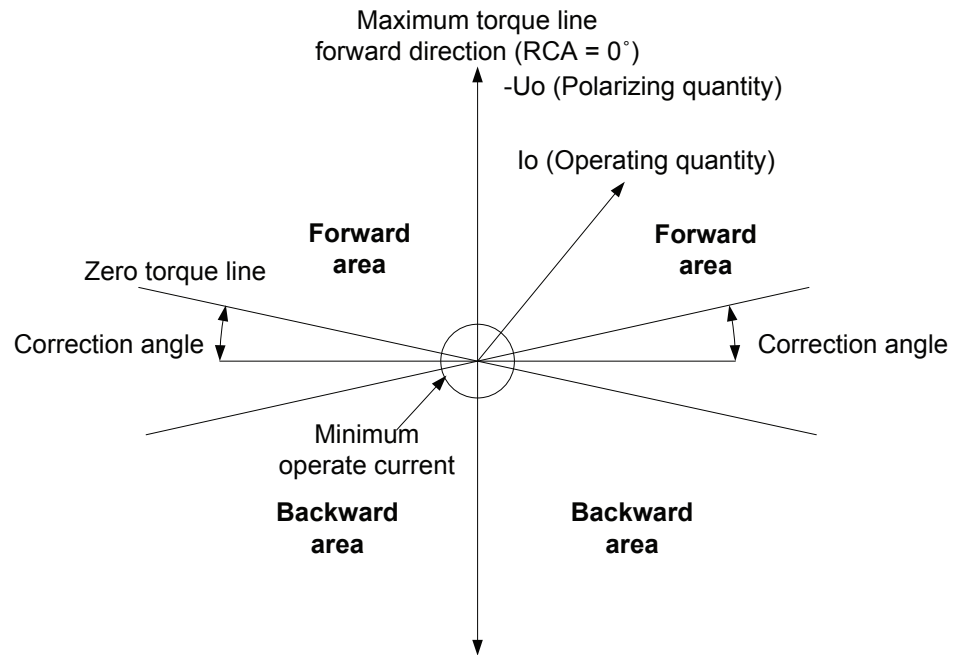 Maximum torque line
forward direction (RCA = 0˚)
-Uo (Polarizing quantity)
Io (Operating quantity)
Forward
area
Forward
area
Zero torque line
Correction angle
Correction angle
Minimum
operate current
Backward
area
Backward
area